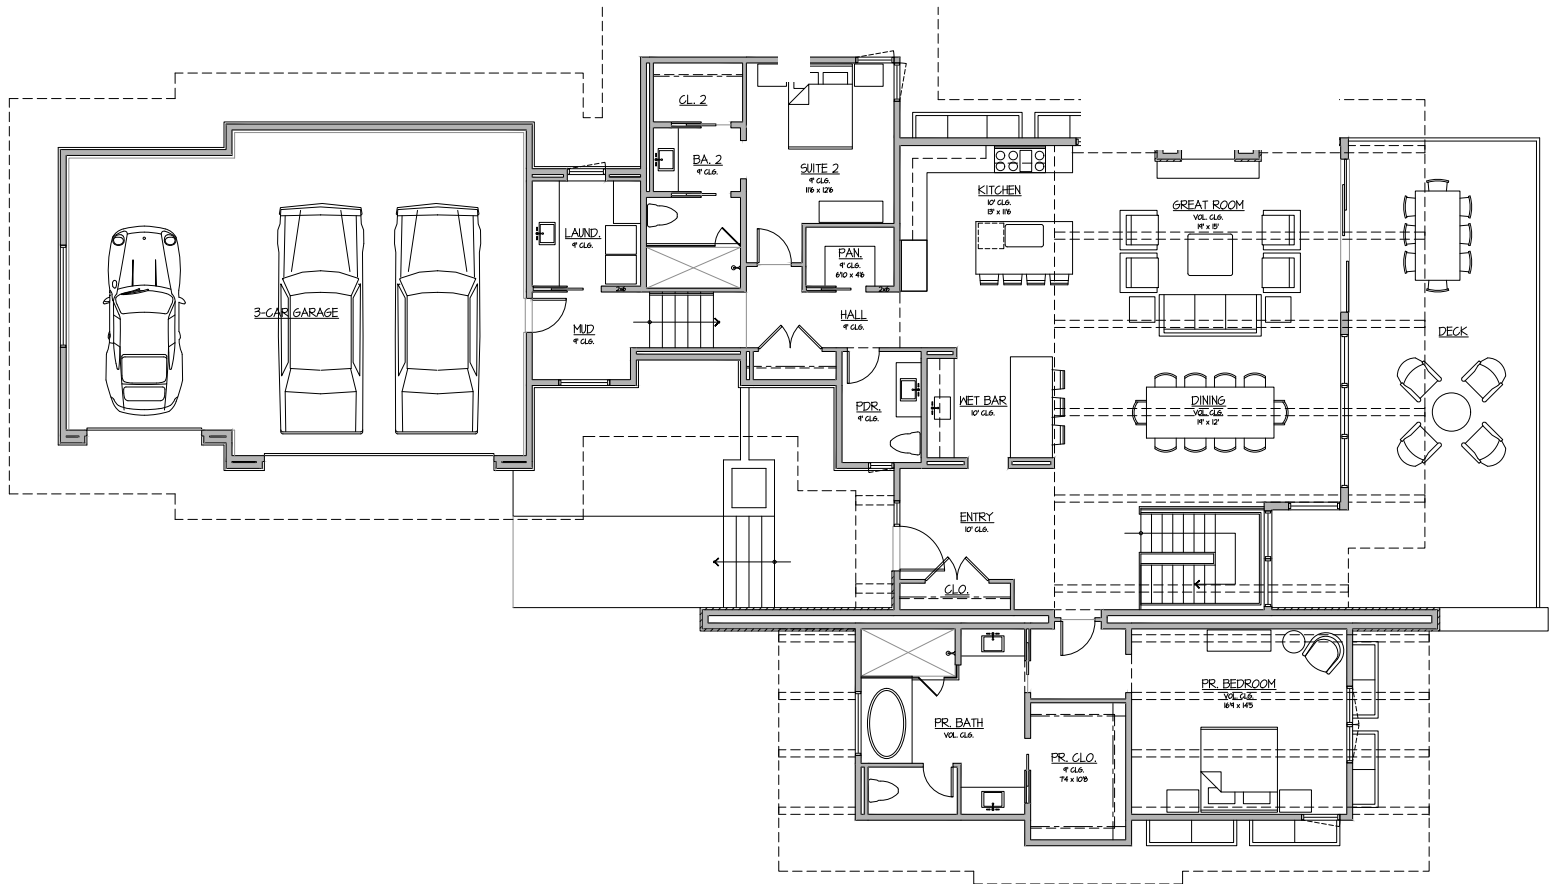 CL. 2
BA. 2
9' CLG.
SUITE 2
9' CLG.
11'6 x 12'6
KITCHEN
10' CLG.
13' x 11'6
GREAT ROOM
VOL. CLG.
19' x 15'
LAUND.
9' CLG.
PAN.
9' CLG.
6'10 x 4'6
2x6
2x6
3-CAR GARAGE
MUD
9' CLG.
HALL
9' CLG.
DECK
PDR.
9' CLG.
WET BAR
10' CLG.
DINING
VOL. CLG.
19' x 12'
ENTRY
10' CLG.
CLO.
PR. BEDROOM
VOL. CLG.
16'9 x 14'5
PR. BATH
VOL. CLG.
PR. CLO.
9' CLG.
7'4 x 10'8